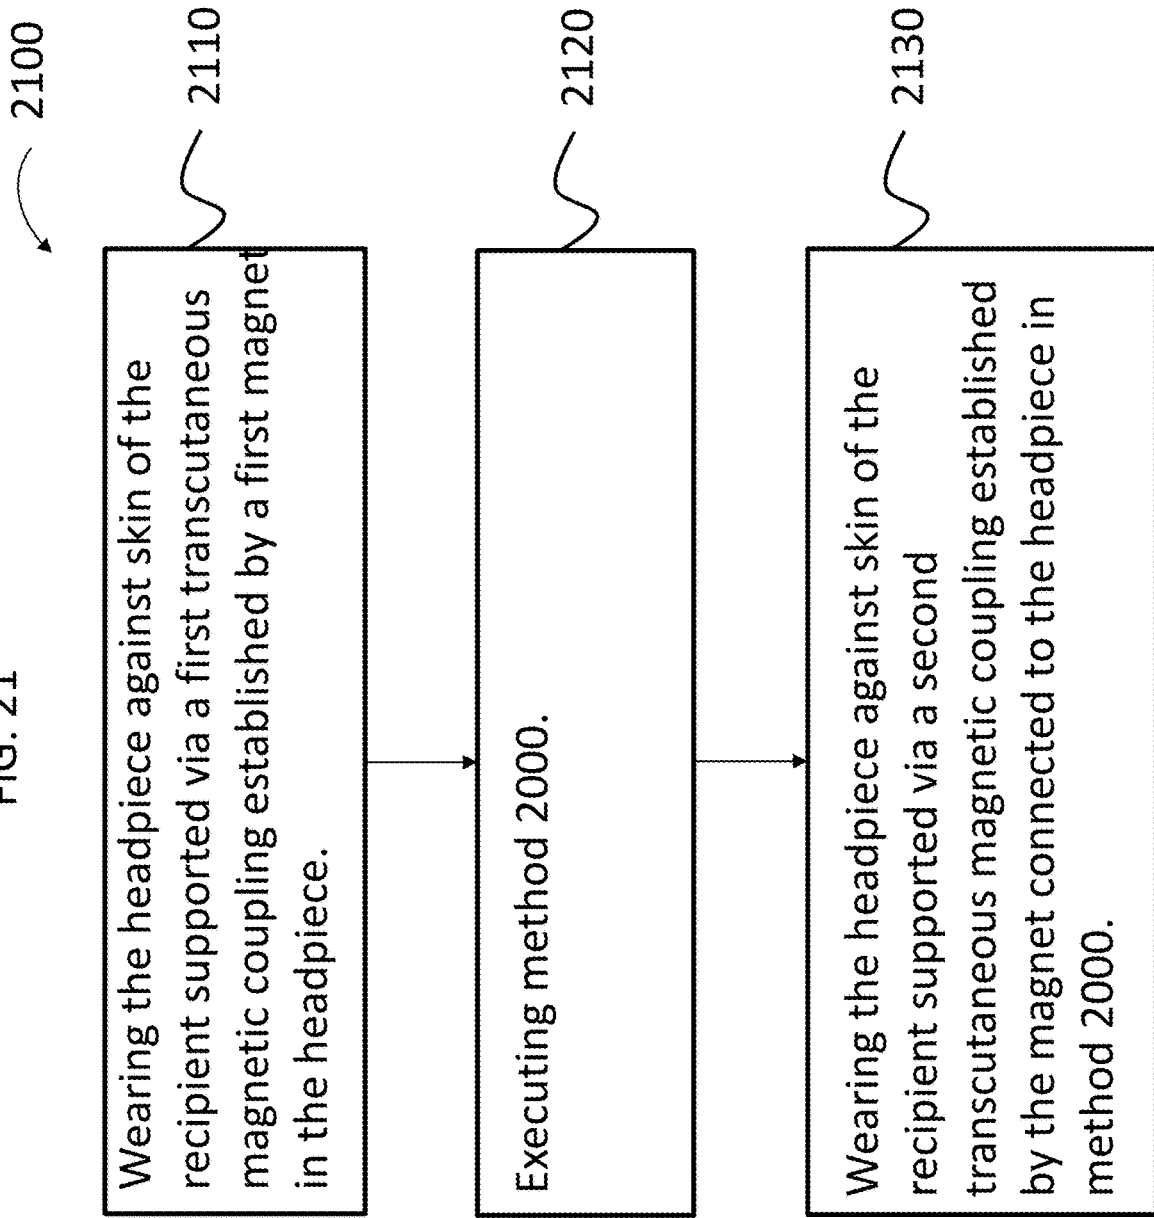 FIG. 21
2100
Wearing the headpiece against skin of the
recipient supported via a first transcutaneous
magnetic coupling established by a first magnet
in the headpiece.
2110
Executing method 2000.
2120
Wearing the headpiece against skin of the
recipient supported via a second
transcutaneous magnetic coupling established
by the magnet connected to the headpiece in
method 2000.
2130